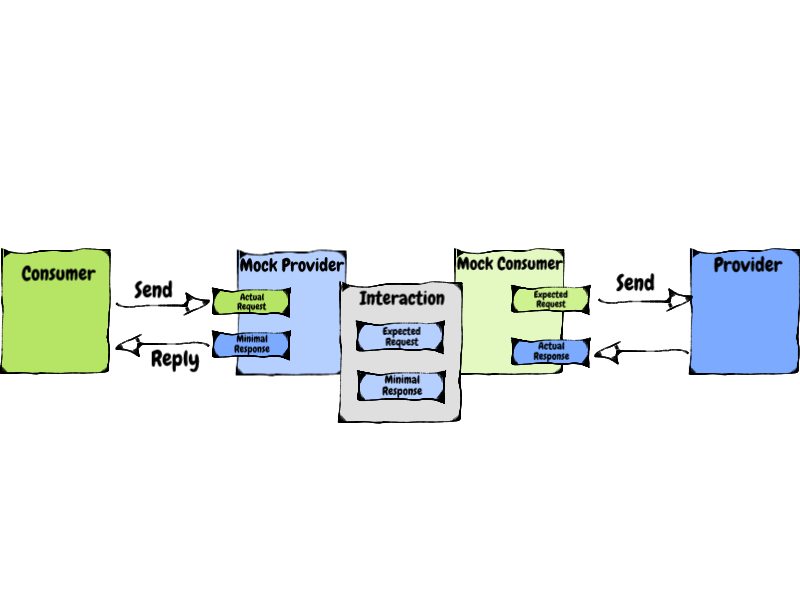 Consumer
Send
Reply
Mock Provider
Actual
Request
Minimal
Response
Interaction
Expected
Request
Minimal
Response
Mock Consumer
Expected
Request
Actual
Response
Send
Provider